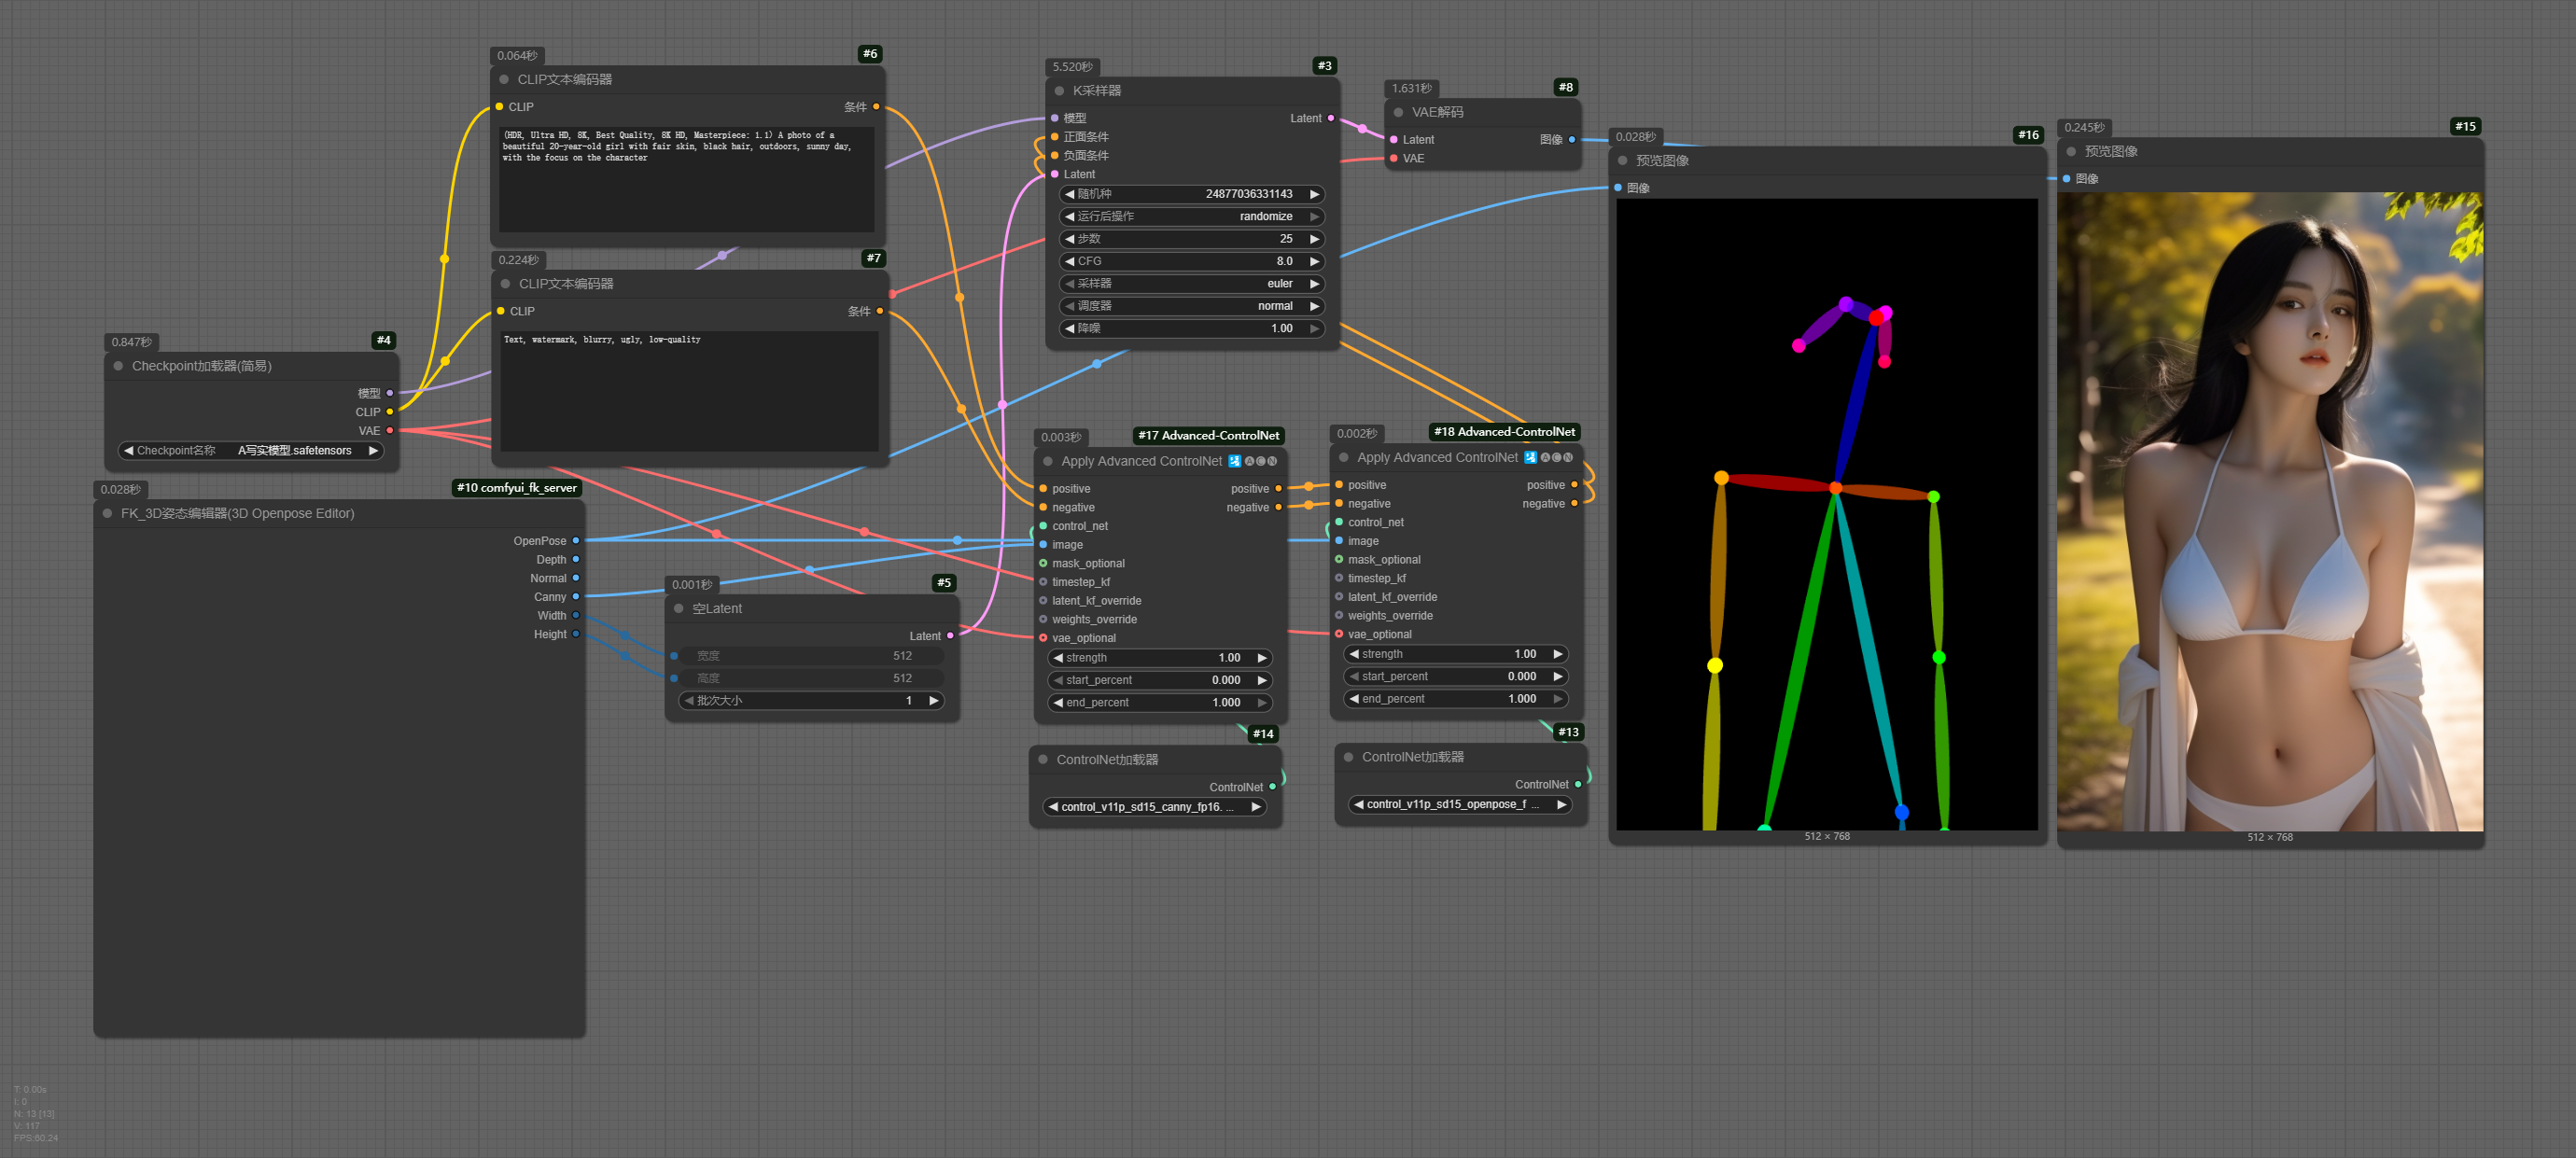 0.064秒
#6
CLIP文本编码器
CLIP
条件
(HDR, Ultra HD, 8K, Best Quality, 8K HD, Masterpiece: 1.1) A photo of a
beautiful 20-year-old girl with fair skin, black hair, outdoors, sunny day,
with the focus on the character
0.224秒
#7
CLIP文本编码器
CLIP
条件
Text, watermark, blurry, ugly, low-quality
0.847秒
#4
Checkpoint加载器(简易)
模型
CLIP
VAE
Checkpoint名称
A写实模型.safetensors
0.028秒
#10 comfyui_fk_server
FK_3D姿态编辑器(3D Openpose Editor)
OpenPose
Depth
Normal
Canny
Width
Height
0.001秒
#5
空Latent
Latent
宽度
512
高度
512
批次大小
1
5.520秒
#3
K采样器
模型
Latent
正面条件
负面条件
Latent
随机种
24877036331143
运行后操作
randomize
步数
25
CFG
8.0
采样器
euler
调度器
normal
降噪
1.00
1.631秒
#8
VAE解码
Latent
图像
VAE
0.003秒
#17 Advanced-ControlNet
Apply Advanced ControlNet 🛂🅐🅒🅝
positive
positive
negative
negative
control_net
image
mask_optional
timestep_kf
latent_kf_override
weights_override
vae_optional
strength
1.00
start_percent
0.000
end_percent
1.000
#14
ControlNet加载器
ControlNet
control_v11p_sd15_canny_fp16. ...
0.002秒
#18 Advanced-ControlNet
Apply Advanced ControlNet 🛂🅐🅒🅝
positive
positive
negative
negative
control_net
image
mask_optional
timestep_kf
latent_kf_override
weights_override
vae_optional
strength
1.00
start_percent
0.000
end_percent
1.000
#13
ControlNet加载器
ControlNet
control_v11p_sd15_openpose_f ...
0.028秒
#16
预览图像
图像
512 × 768
0.245秒
#15
预览图像
图像
512 × 768
T: 0.00s
I: 0
N: 13 [13]
V: 117
FPS:60.24